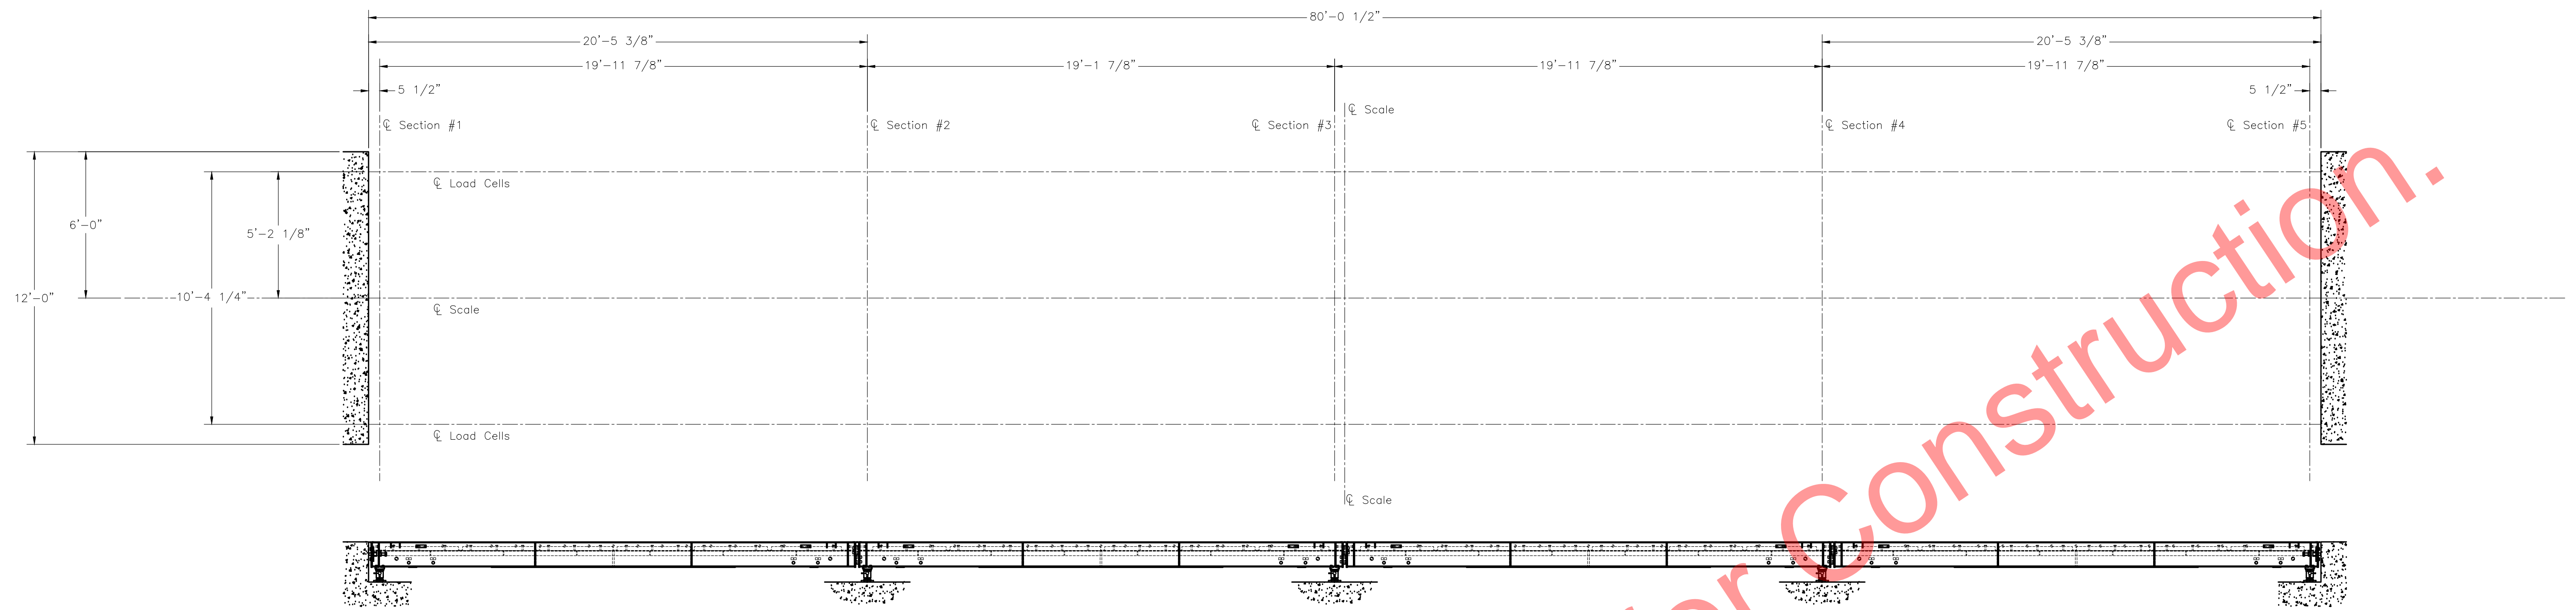 80'-0 1/2"
20'-5 3/8"
20'-5 3/8"
19'-11 7/8"
19'-1 7/8"
19'-11 7/8"
19'-11 7/8"
5 1/2"
5 1/2"
℄ Scale
℄ Section #1
℄ Section #2
℄ Section #3
℄ Section #4
℄ Section #5
℄ Load Cells
6'-0"
5'-2 1/8"
12'-0"
10'-4 1/4"
℄ Scale
℄ Load Cells
℄ Scale
for Construction.